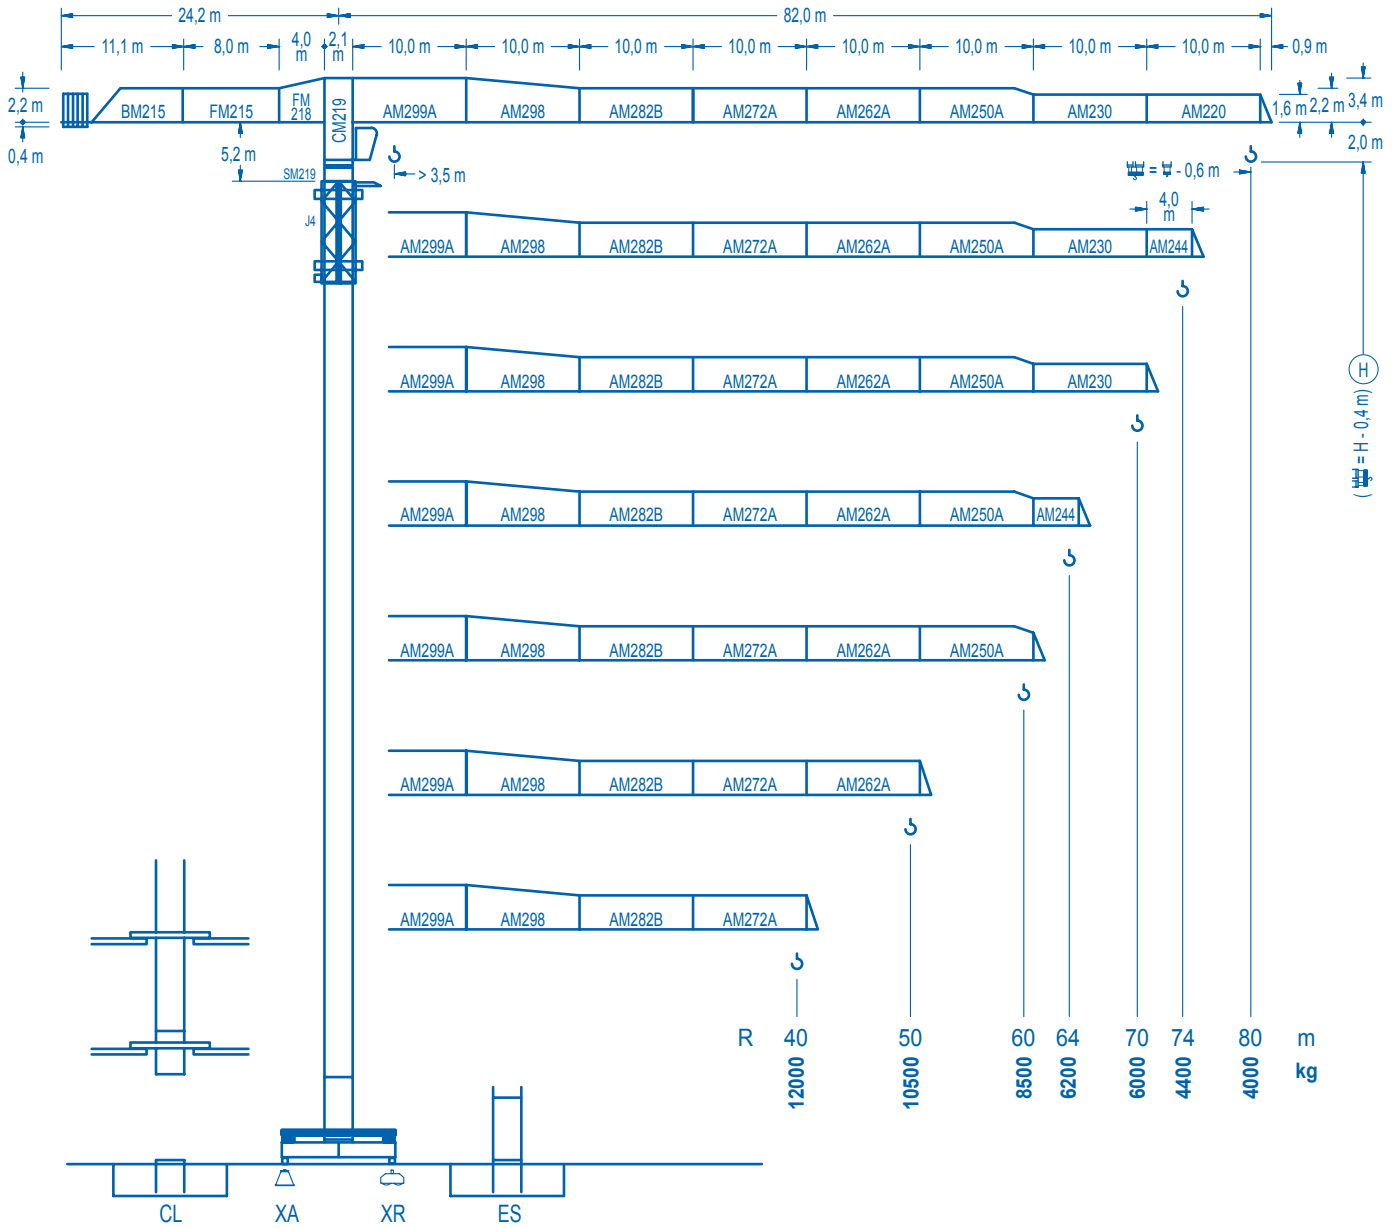 24,2 m 82,0 m
11,1 m 8,0 m 4,0 m 2,1 m 10,0 m 10,0 m 10,0 m 10,0 m 10,0 m 10,0 m 10,0 m 10,0 m 0,9 m
2,2 m BM215 FM215 FM 218 CM219 AM299A AM298 AM282B AM272A AM262A AM250A AM230 AM220 1,6 m 2,2 m 3,4 m
0,4 m 5,2 m 2,0 m
SM219 > 3,5 m = - 0,6 m
J4 4,0 m
AM299A AM298 AM282B AM272A AM262A AM250A AM230 AM244
H
( = H - 0,4 m)
AM299A AM298 AM282B AM272A AM262A AM250A AM230
AM299A AM298 AM282B AM272A AM262A AM250A AM244
AM299A AM298 AM282B AM272A AM262A AM250A
AM299A AM298 AM282B AM272A AM262A
AM299A AM298 AM282B AM272A
R 40 50 60 64 70 74 80 m
12000 10500 8500 6200 6000 4400 4000 kg
CL XA XR ES